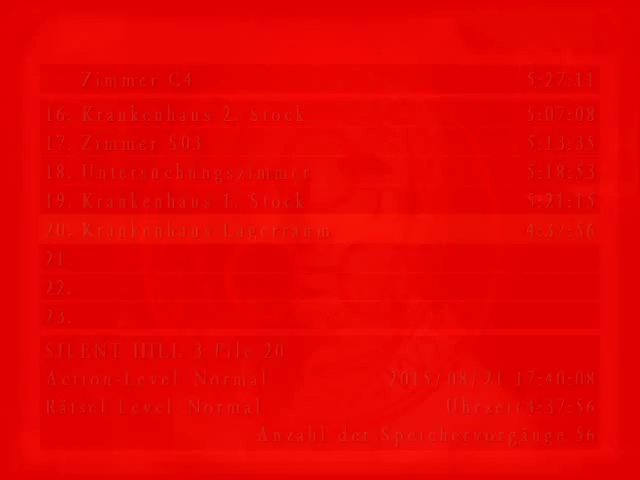 Zimmer C4 5:27:11
16. Krankenhaus 2. Stock 5:07:08
17. Zimmer S03 5:13:35
18. Untersuchungszimmer 5:18:53
19. Krankenhaus 1. Stock 5:21:15
20. Krankenhaus Lagerraum 4:37:56
21.
22.
23.
SILENT HILL 3 File 20
Action-Level Normal 2015/08/21 17:40:08
Rätsel Level Normal Uhrzeit 4:37:56
Anzahl der Speichervorgänge 56